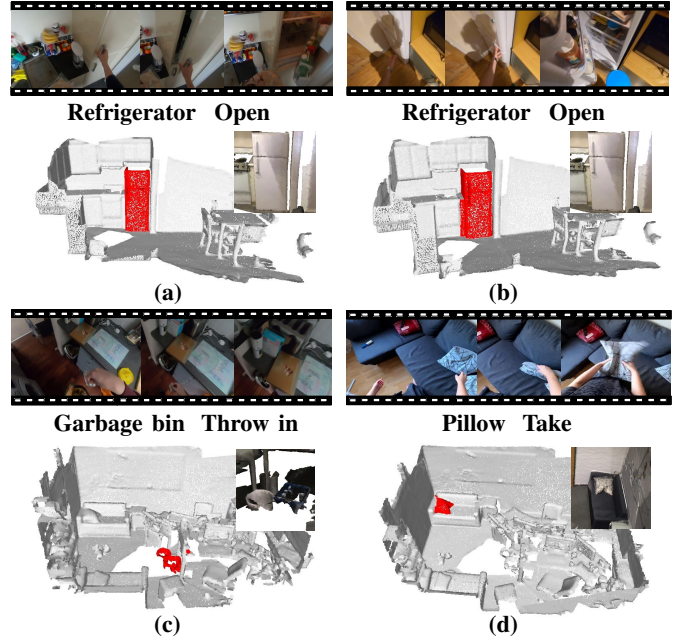 Refrigerator Open
Refrigerator Open
(a)
(b)
Garbage bin Throw in
Pillow Take
(c)
(d)